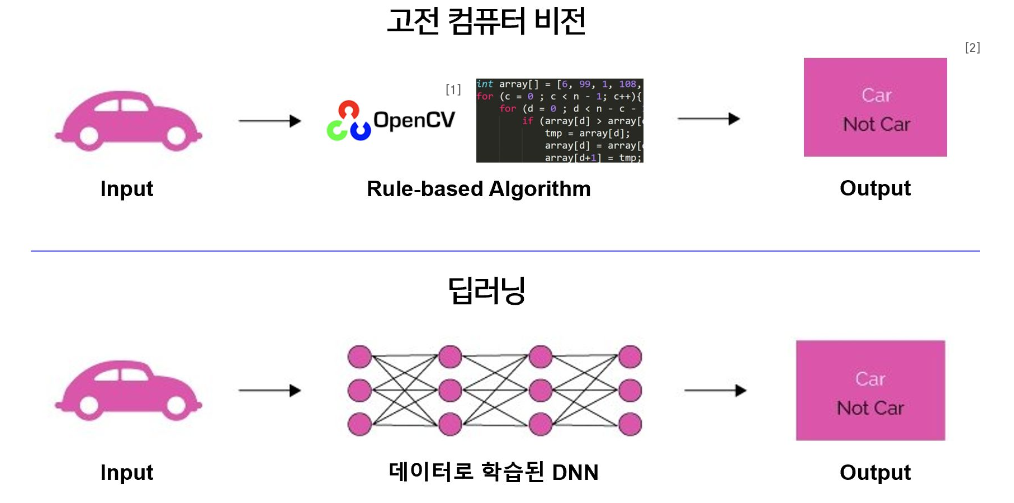 고전 컴퓨터 비전
[2]
[1]
OpenCV
int array[] = [6, 99, 1, 108,
for (c = 0 ; c < n - 1; c++){
for (d = 0 ; d < n - c -
if (array[d] > array[
tmp = array[d];
array[d] = array[
array[d+1] = tmp;
Car
Not Car
Input
Rule-based Algorithm
Output
딥러닝
Car
Not Car
Input
데이터로 학습된 DNN
Output